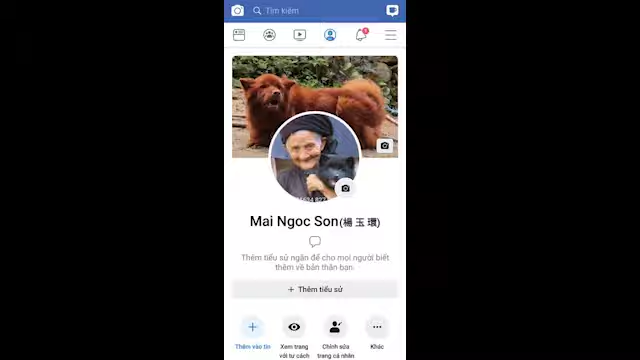 Tìm kiếm
Mai Ngoc Son(楊 玉 環)
Thêm tiểu sử ngắn để cho mọi người biết
thêm về bản thân bạn.
+ Thêm tiểu sử
Thêm vào tin
Xem trang
với tư cách
Chỉnh sửa
trang cá nhân
Khác